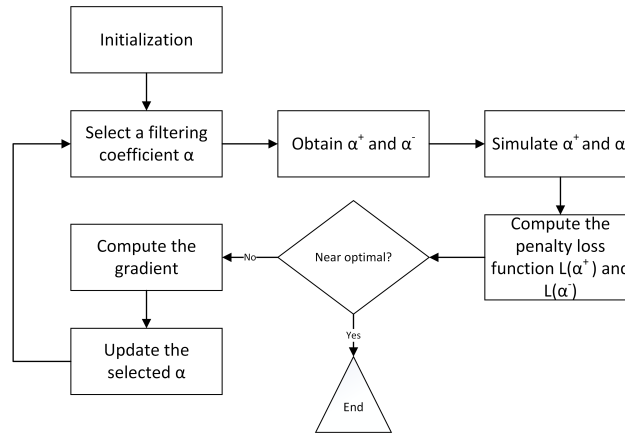 Initialization
Select a filtering
coefficient α
Obtain α⁺ and α⁻
Simulate α⁺ and α
Compute the
penalty loss
function L(α⁺) and
L(α⁻)
Near optimal?
No
Compute the
gradient
Update the
selected α
Yes
End